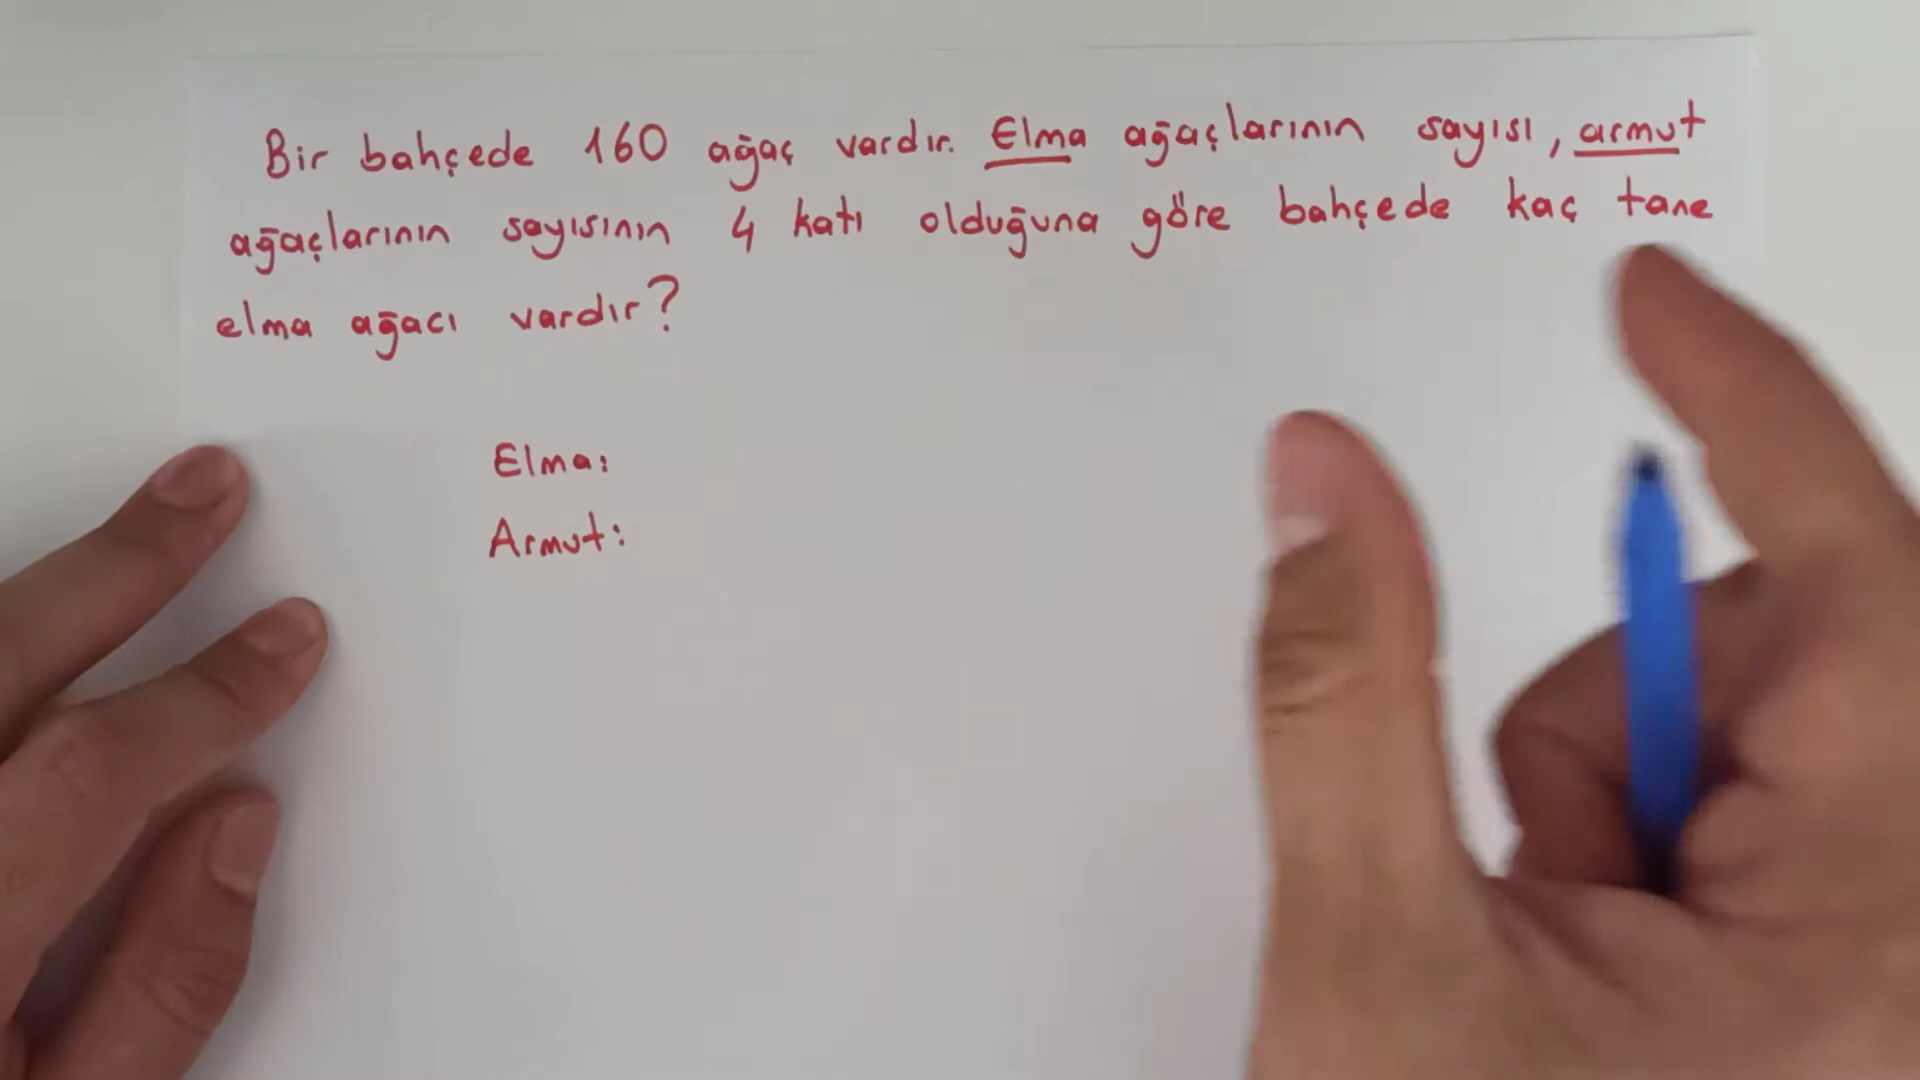 Bir bahçede 160 ağaç vardır. Elma ağaçlarının sayısı, armut
ağaçlarının sayısının 4 katı olduğuna göre bahçede kaç tane
elma ağacı vardır?
Elma:
Armut: